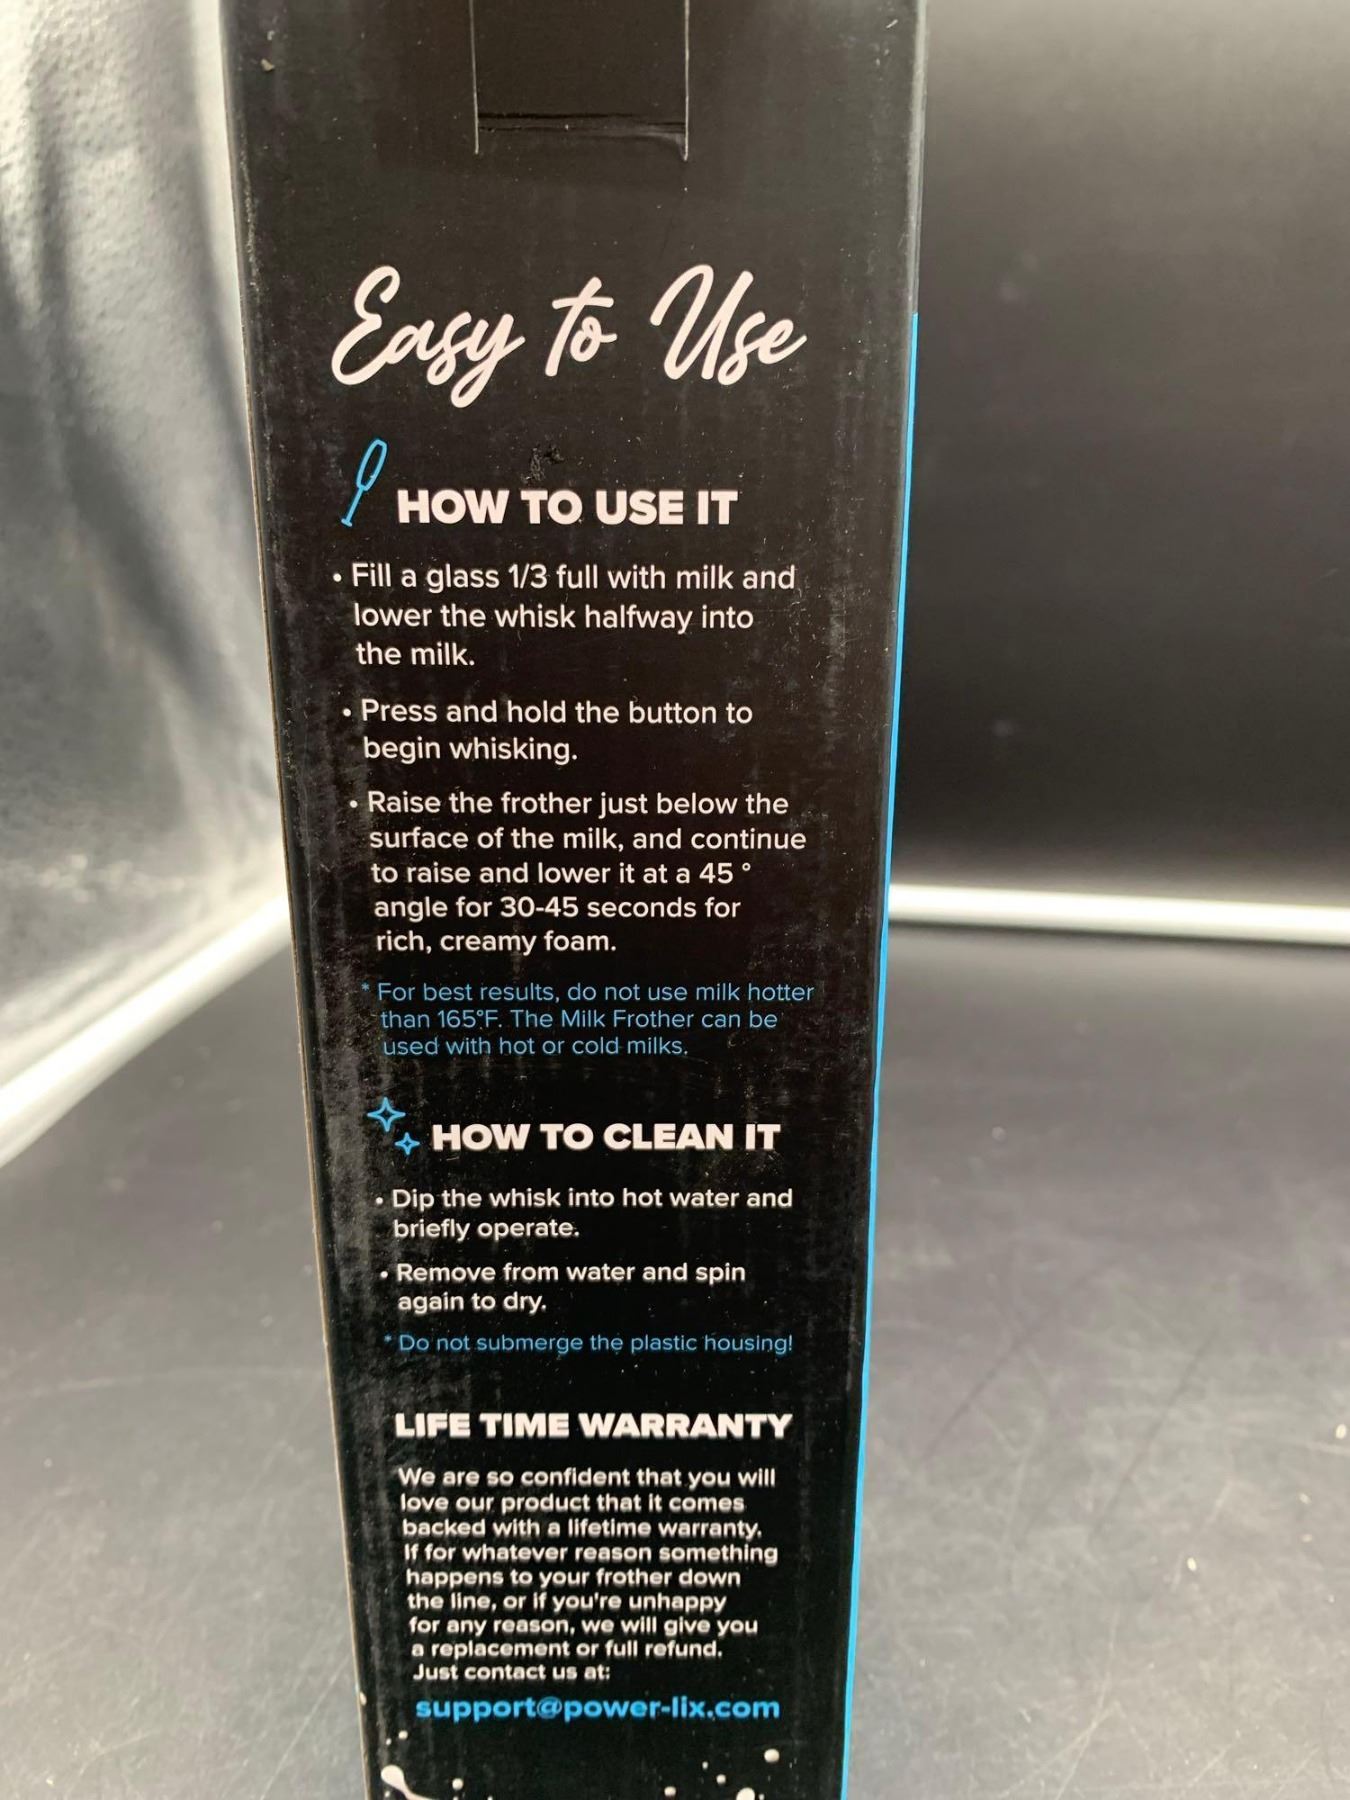 Easy to Use
HOW TO USE IT
• Fill a glass 1/3 full with milk and
lower the whisk halfway into
the milk.
• Press and hold the button to
begin whisking.
• Raise the frother just below the
surface of the milk, and continue
to raise and lower it at a 45 °
angle for 30-45 seconds for
rich, creamy foam.
* For best results, do not use milk hotter
than 165°F. The Milk Frother can be
used with hot or cold milks.
HOW TO CLEAN IT
• Dip the whisk into hot water and
briefly operate.
• Remove from water and spin
again to dry.
* Do not submerge the plastic housing!
LIFE TIME WARRANTY
We are so confident that you will
love our product that it comes
backed with a lifetime warranty.
If for whatever reason something
happens to your frother down
the line, or if you're unhappy
for any reason, we will give you
a replacement or full refund.
Just contact us at:
support@power-lix.com